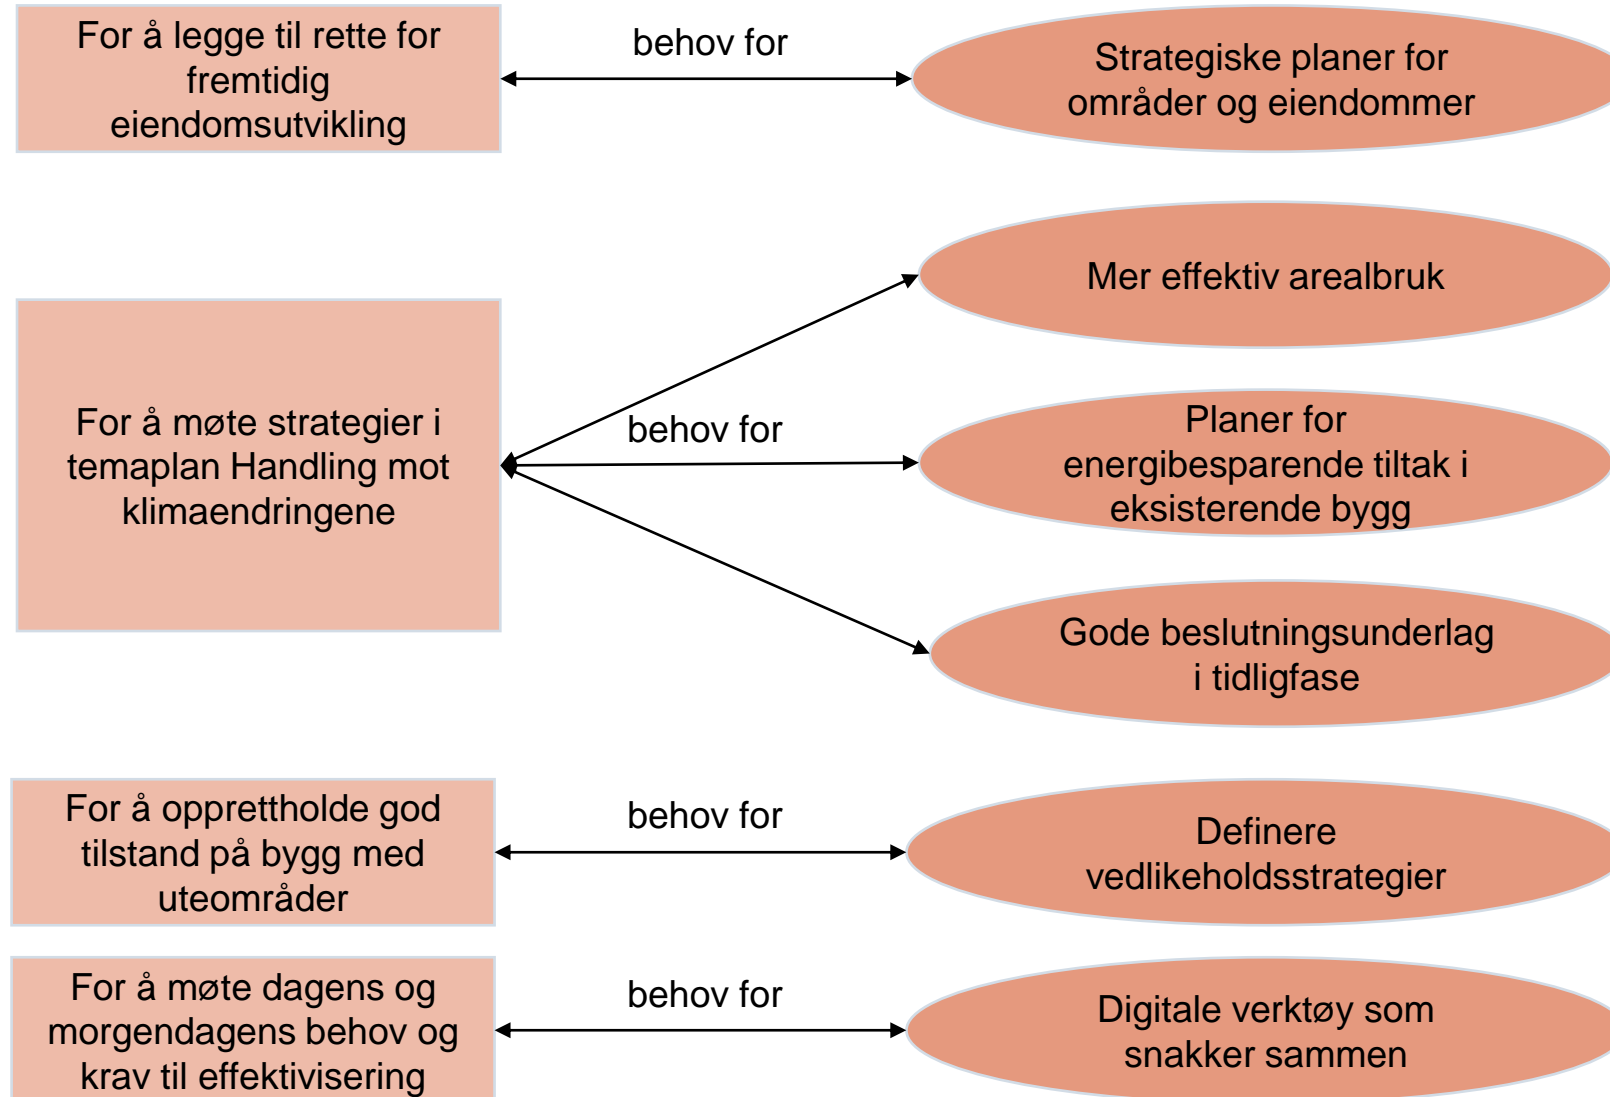 For å legge til rette for
fremtidig
eiendomsutvikling
behov for
Strategiske planer for
områder og eiendommer
Mer effektiv arealbruk
For å møte strategier i
temaplan Handling mot
klimaendringene
behov for
Planer for
energibesparende tiltak i
eksisterende bygg
Gode beslutningsunderlag
i tidligfase
For å opprettholde god
tilstand på bygg med
uteområder
behov for
Definere
vedlikeholdsstrategier
For å møte dagens og
morgendagens behov og
krav til effektivisering
behov for
Digitale verktøy som
snakker sammen